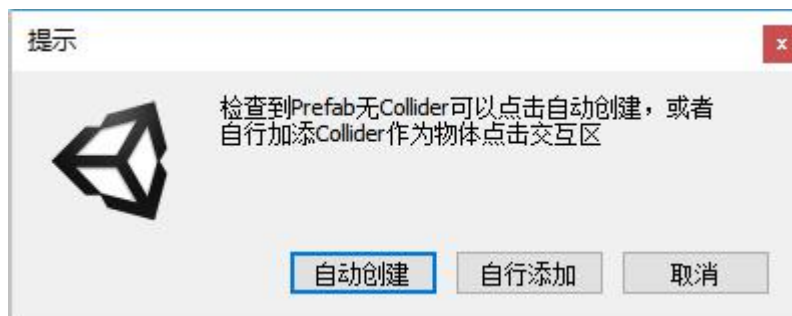 提示
检查到Prefab无Collider可以点击自动创建，或者
自行加添Collider作为物体点击交互区
自动创建 自行添加 取消